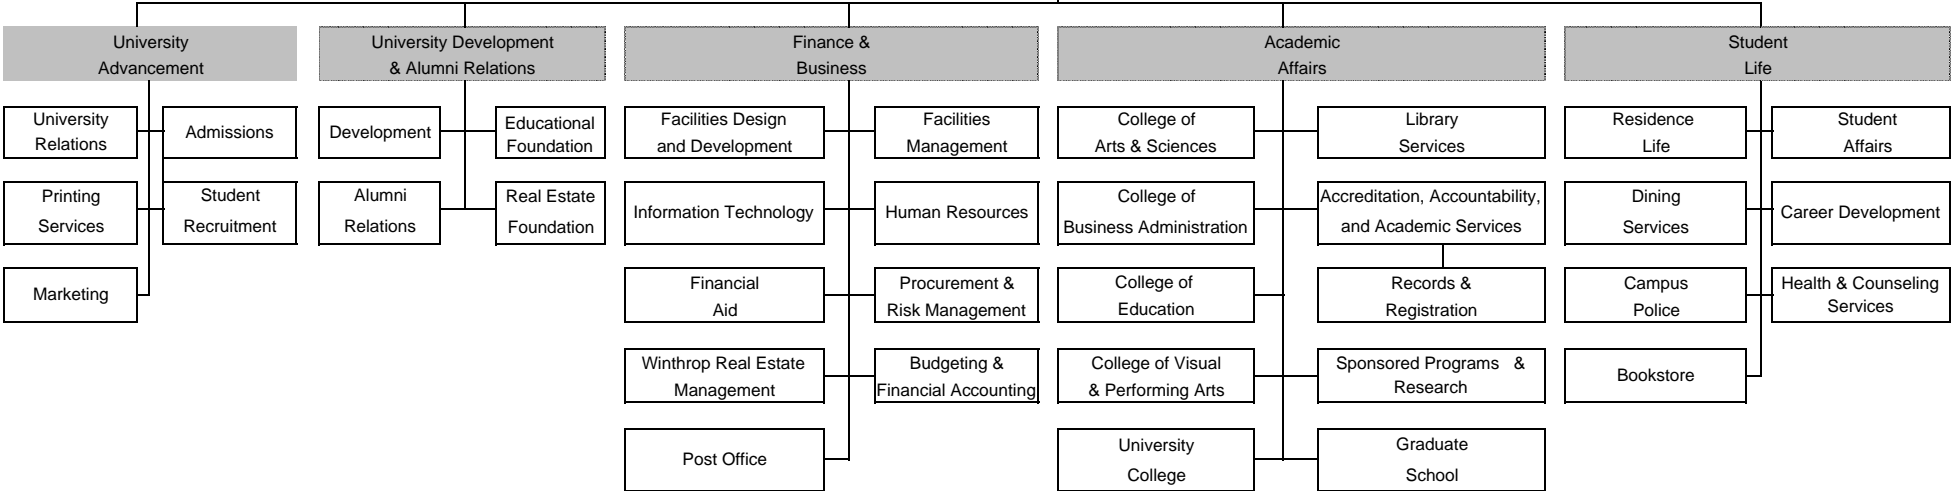 University
Advancement
University Development
& Alumni Relations
Finance &
Business
Academic
Affairs
Student
Life
University
Relations
Admissions
Printing
Services
Student
Recruitment
Marketing
Development
Educational
Foundation
Alumni
Relations
Real Estate
Foundation
Facilities Design
and Development
Facilities
Management
Information Technology
Human Resources
Financial
Aid
Procurement &
Risk Management
Winthrop Real Estate
Management
Budgeting &
Financial Accounting
Post Office
College of
Arts & Sciences
Library
Services
College of
Business Administration
Accreditation, Accountability,
and Academic Services
College of
Education
Records &
Registration
College of Visual
& Performing Arts
Sponsored Programs &
Research
University
College
Graduate
School
Residence
Life
Student
Affairs
Dining
Services
Career Development
Campus
Police
Health & Counseling
Services
Bookstore